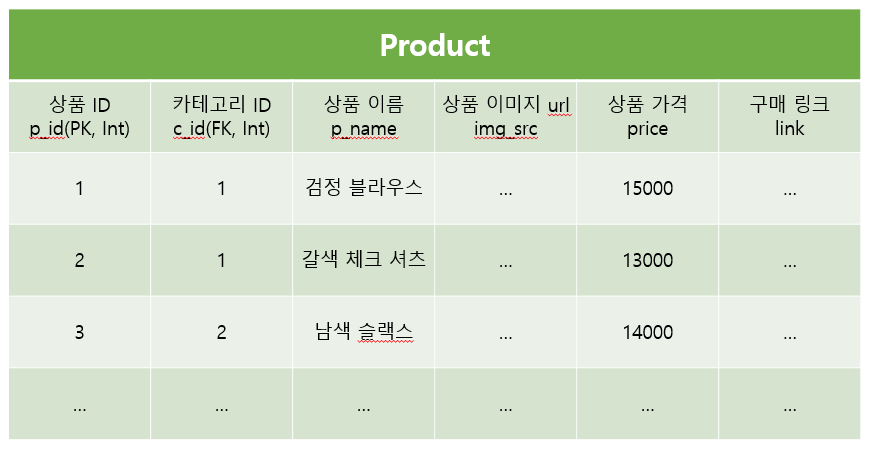 Product
상품 ID 카테고리 ID 상품 이름 상품 이미지 url 상품 가격 구매 링크
p_id(PK, Int) c_id(FK, Int) p_name img_src price link
1 1 검정 블라우스 ... 15000 ...
2 1 갈색 체크 셔츠 ... 13000 ...
3 2 남색 슬랙스 ... 14000 ...
... ... ... ... ... ...